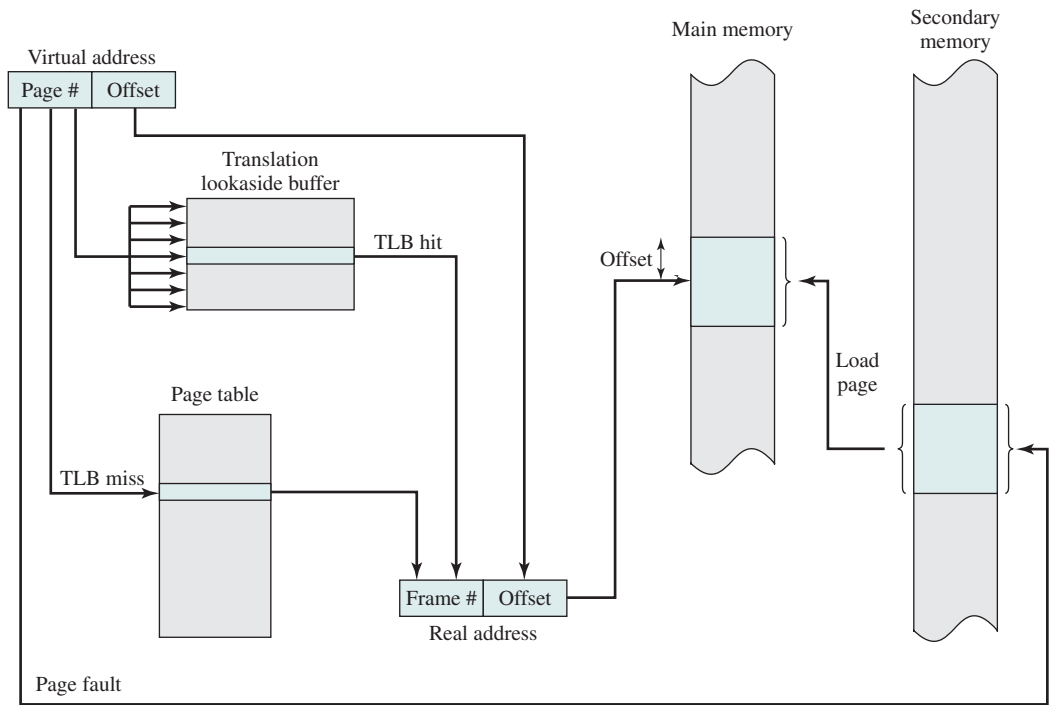 Main memory
Secondary
memory
Virtual address
Page #
Offset
Translation
lookaside buffer
TLB hit
Offset
Load
page
Page table
TLB miss
Frame #
Offset
Real address
Page fault